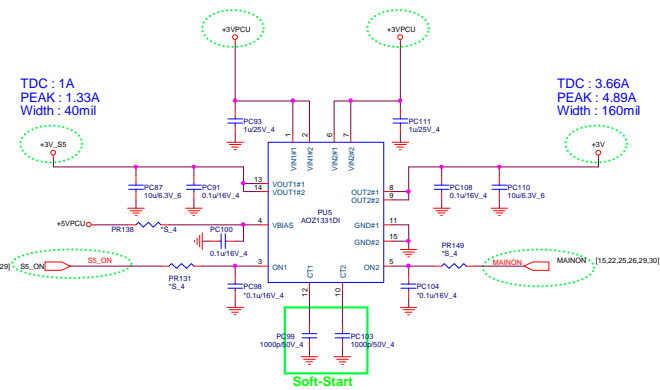 +3VPCU
+3VPCU
TDC : 1A
PEAK : 1.33A
Width : 40mil
TDC : 3.66A
PEAK : 4.89A
Width : 160mil
PC93
1u/25V_4
PC111
1u/25V_4
1
2
6
7
VIN1#1
VIN1#2
VIN2#1
VIN2#2
+3V_S5
+3V
PC87
10u/6.3V_6
PC91
0.1u/16V_4
13
14
VOUT1#1
VOUT1#2
OUT2#1
OUT2#2
8
9
PC108
0.1u/16V_4
PC110
10u/6.3V_6
PU5
AOZ1331DI
+5VPCU
PR138
*S_4
PC100
0.1u/16V_4
4
VBIAS
GND#1
GND#2
11
15
29]
S5_ON
S5_ON
PR131
*S_4
PC98
*0.1u/16V_4
3
ON1
CT1
CT2
ON2
5
PR149
*S_4
PC104
*0.1u/16V_4
MAINON
MAINON
[15,22,25,26,29,30]
12
10
PC99
1000p/50V_4
PC103
1000p/50V_4
Soft-Start